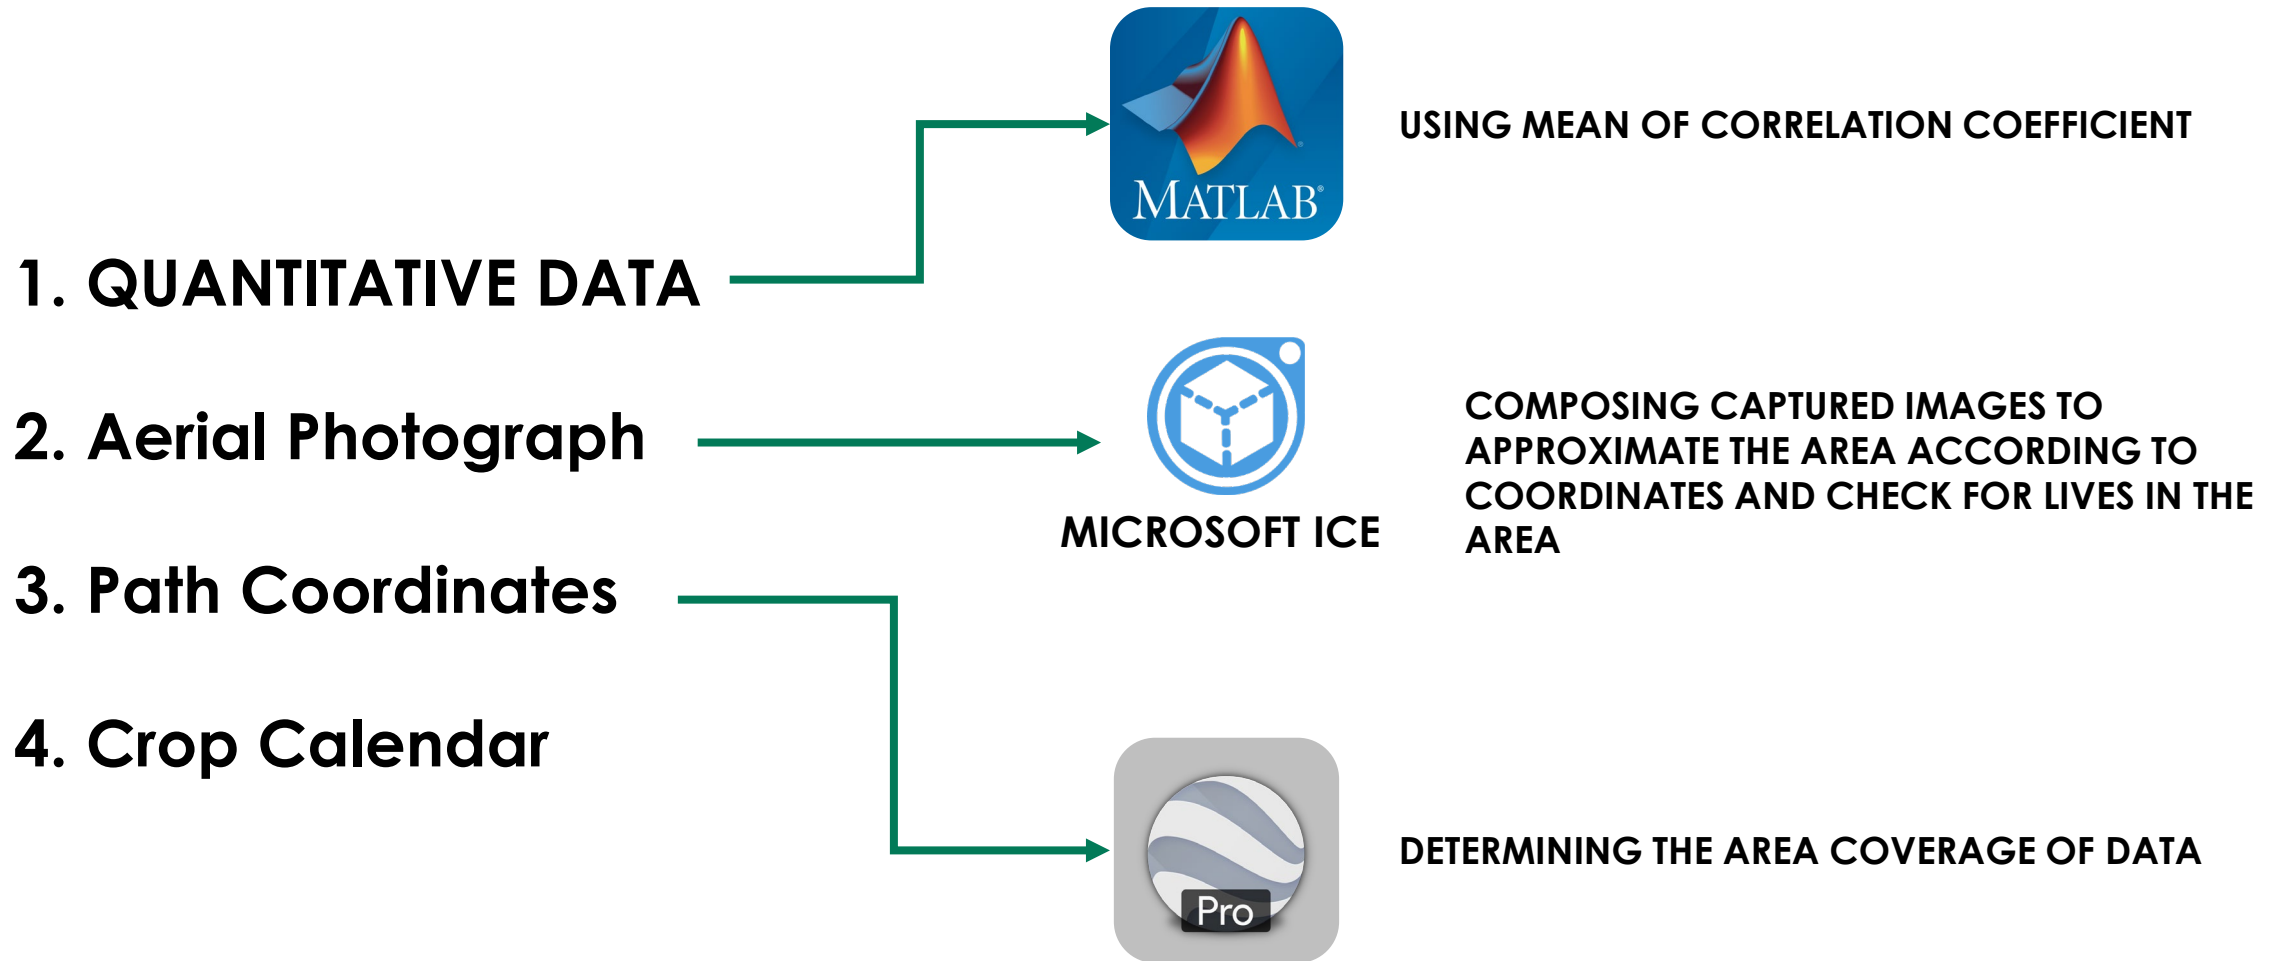 MATLAB®
USING MEAN OF CORRELATION COEFFICIENT
1. QUANTITATIVE DATA
2. Aerial Photograph
MICROSOFT ICE
COMPOSING CAPTURED IMAGES TO
APPROXIMATE THE AREA ACCORDING TO
COORDINATES AND CHECK FOR LIVES IN THE
AREA
3. Path Coordinates
4. Crop Calendar
Pro
DETERMINING THE AREA COVERAGE OF DATA